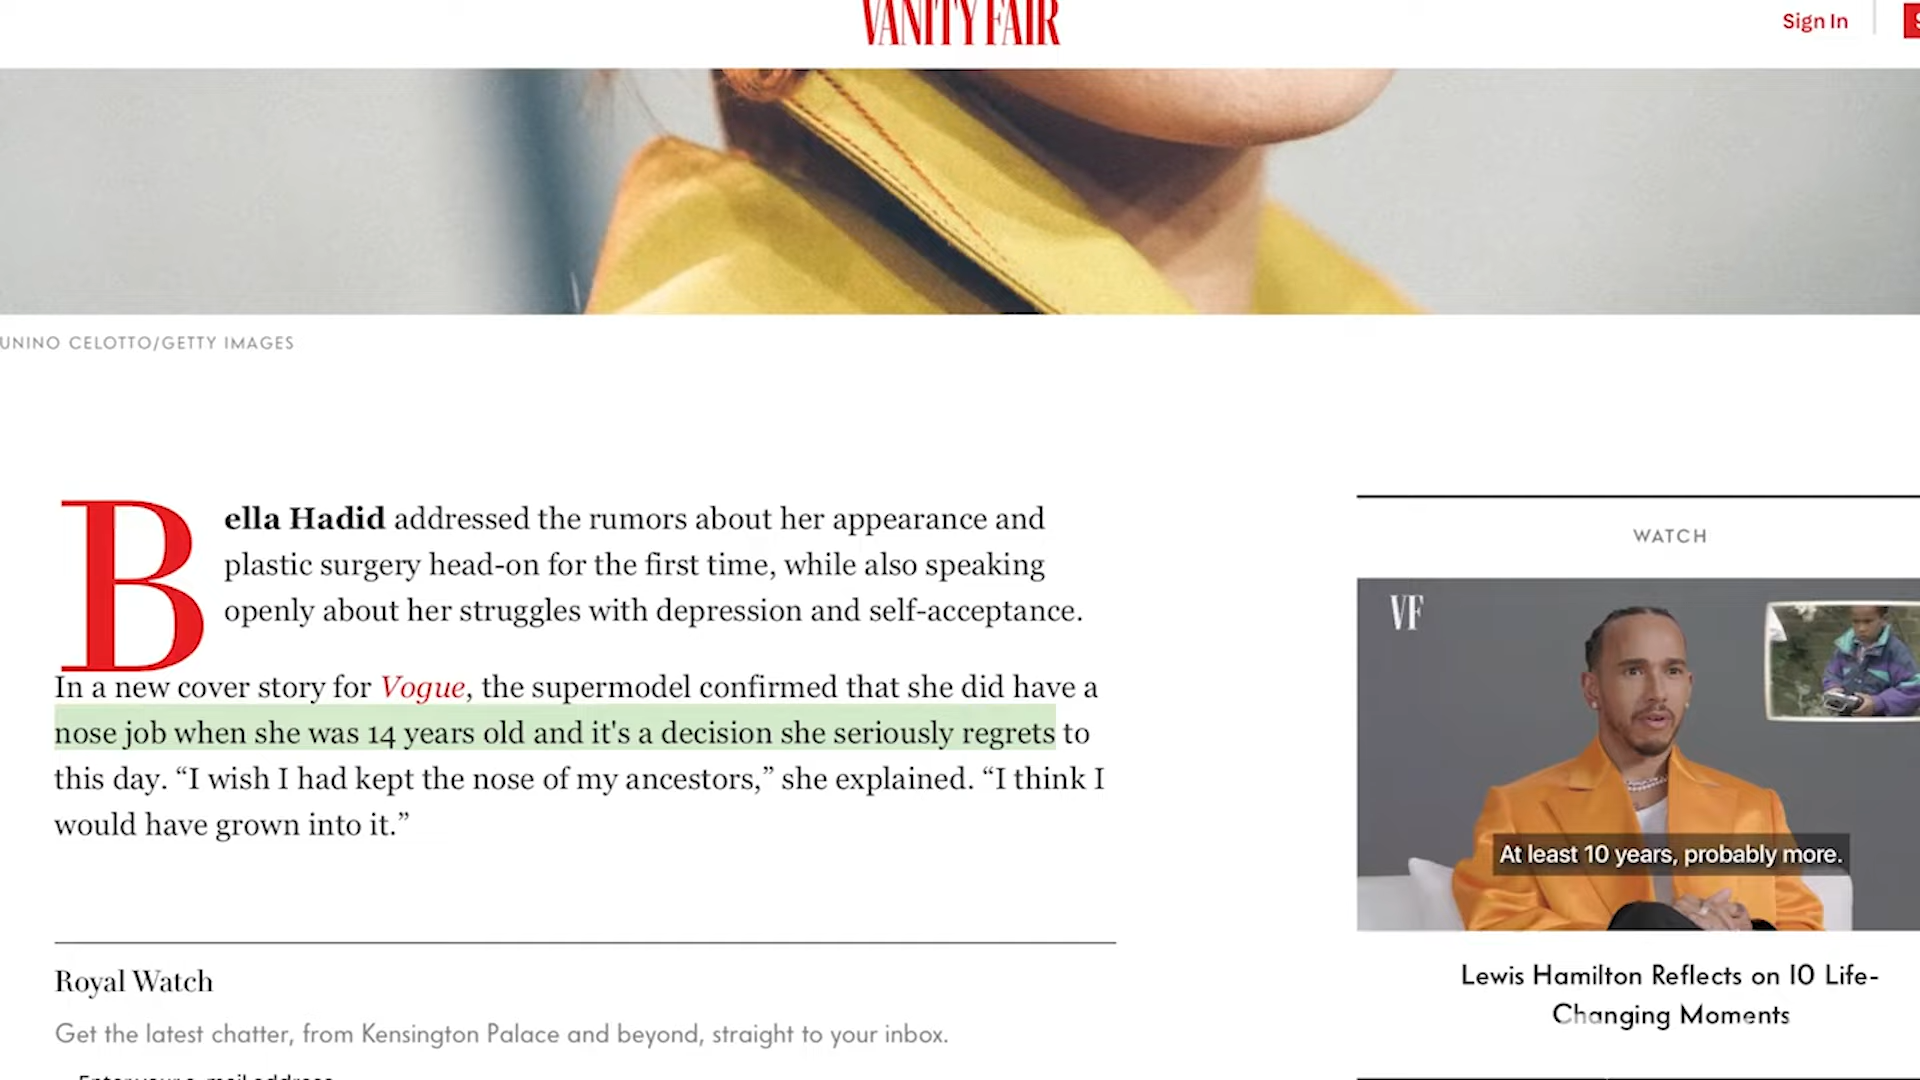 VANITY FAIR
Sign In
UNINO CELOTTO/GETTY IMAGES
Bella Hadid addressed the rumors about her appearance and
plastic surgery head-on for the first time, while also speaking
openly about her struggles with depression and self-acceptance.
In a new cover story for Vogue, the supermodel confirmed that she did have a
nose job when she was 14 years old and it's a decision she seriously regrets to
this day. “I wish I had kept the nose of my ancestors,” she explained. “I think I
would have grown into it.”
Royal Watch
Get the latest chatter, from Kensington Palace and beyond, straight to your inbox.
Enter your e-mail address
WATCH
VF
At least 10 years, probably more.
Lewis Hamilton Reflects on 10 Life-
Changing Moments